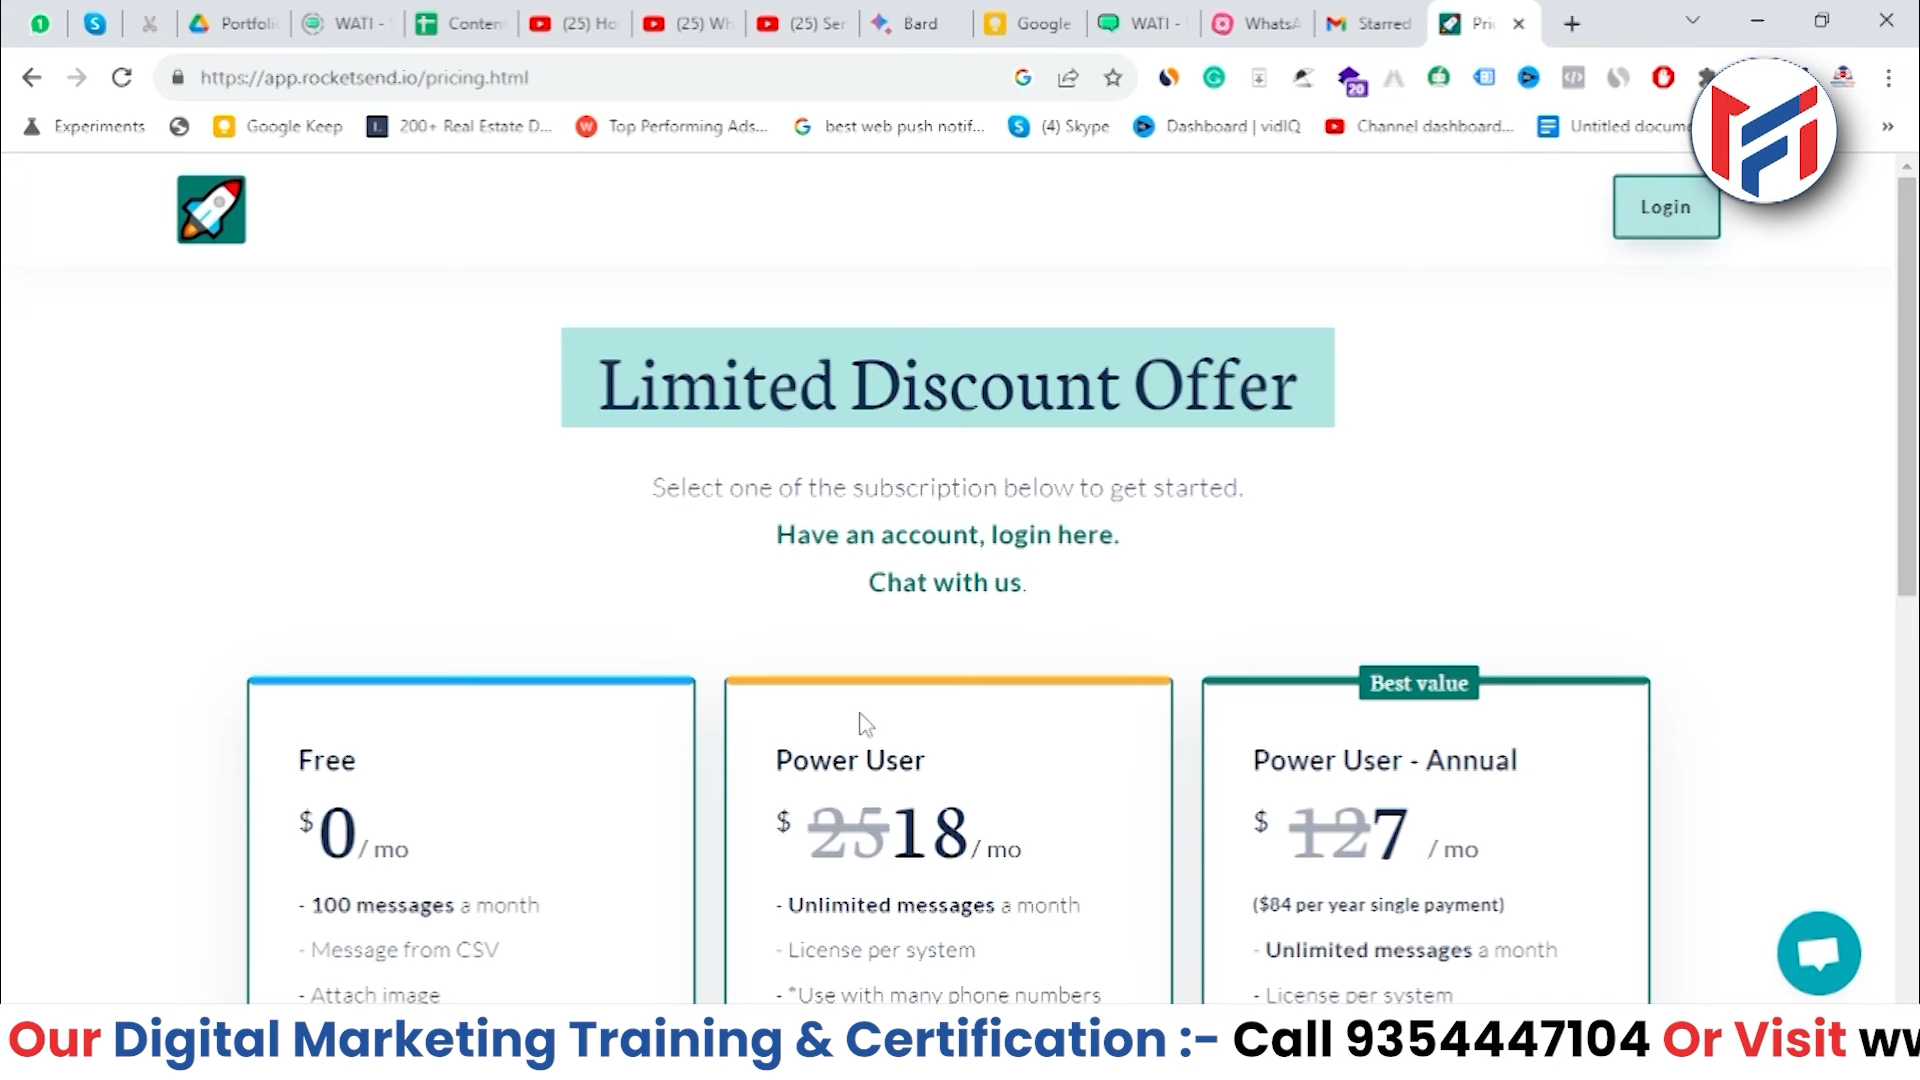 Portfoli
WATI -
Conten
(25) Ho
(25) Wh
(25) Ser
Bard
Google
WATI -
WhatsA
Starred
Pri
https://app.rocketsend.io/pricing.html
20
Experiments
Google Keep
200+ Real Estate D...
Top Performing Ads...
best web push notif...
(4) Skype
Dashboard | vidIQ
Channel dashboard...
Untitled docum
Login
Limited Discount Offer
Select one of the subscription below to get started.
Have an account, login here.
Chat with us.
Free
$0/ mo
- 100 messages a month
- Message from CSV
- Attach image
Power User
$ 25 18/ mo
- Unlimited messages a month
- License per system
- *Use with many phone numbers
Best value
Power User - Annual
$ 12 7 / mo
($84 per year single payment)
- Unlimited messages a month
- License per system
Our Digital Marketing Training & Certification :- Call 9354447104 Or Visit ww